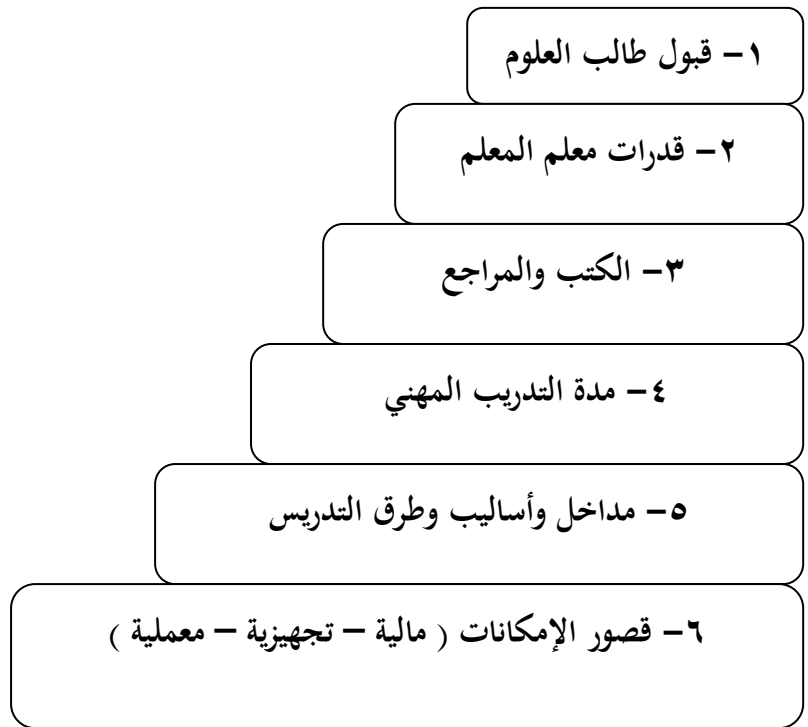 ١– قبول طالب العلوم
٢– قدرات معلم المعلم
٣– الكتب والمراجع
٤– مدة التدريب المهني
٥– مداخل وأساليب وطرق التدريس
٦– قصور الإمكانات ( مالية – تجهيزية – معملية )